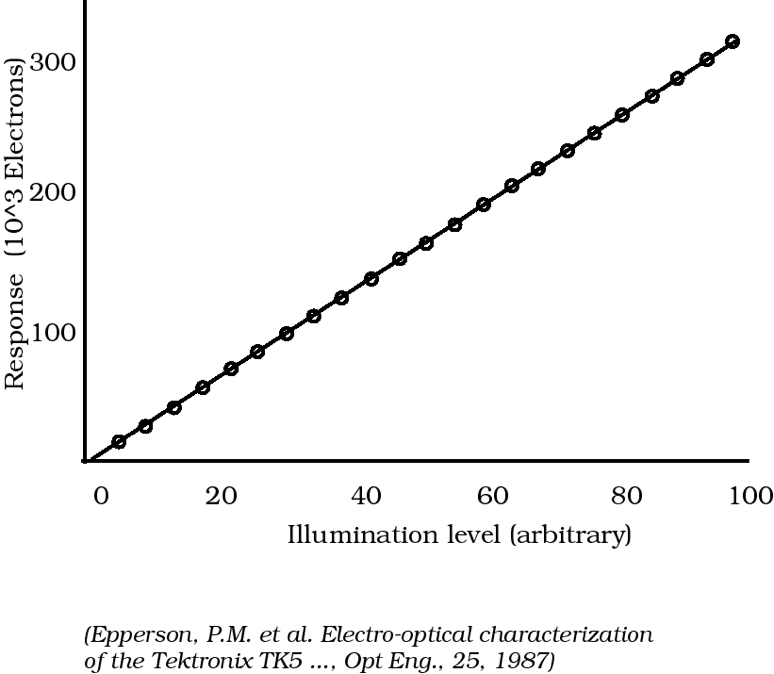 300
200
100
Response (10^3 Electrons)
0 20 40 60 80 100
Illumination level (arbitrary)
(Epperson, P.M. et al. Electro-optical characterization
of the Tektronix TK5 ..., Opt Eng., 25, 1987)